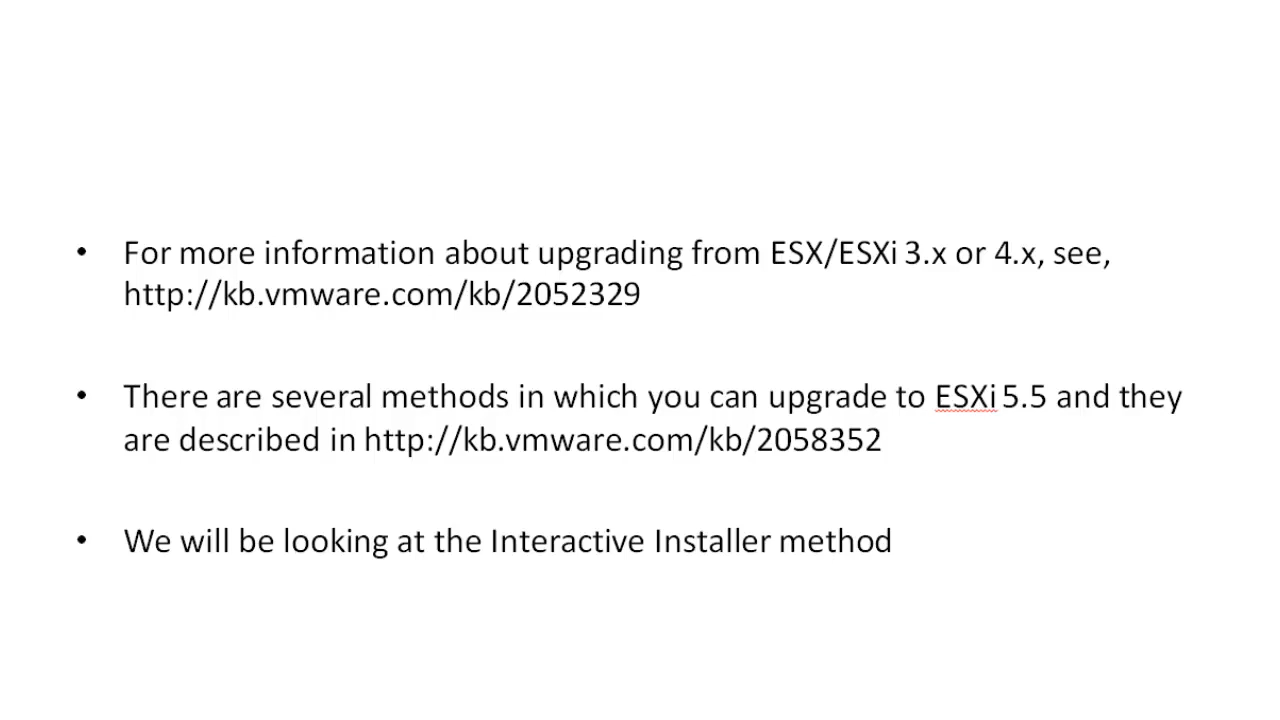 • For more information about upgrading from ESX/ESXi 3.x or 4.x, see,
http://kb.vmware.com/kb/2052329
• There are several methods in which you can upgrade to ESXi 5.5 and they
are described in http://kb.vmware.com/kb/2058352
• We will be looking at the Interactive Installer method